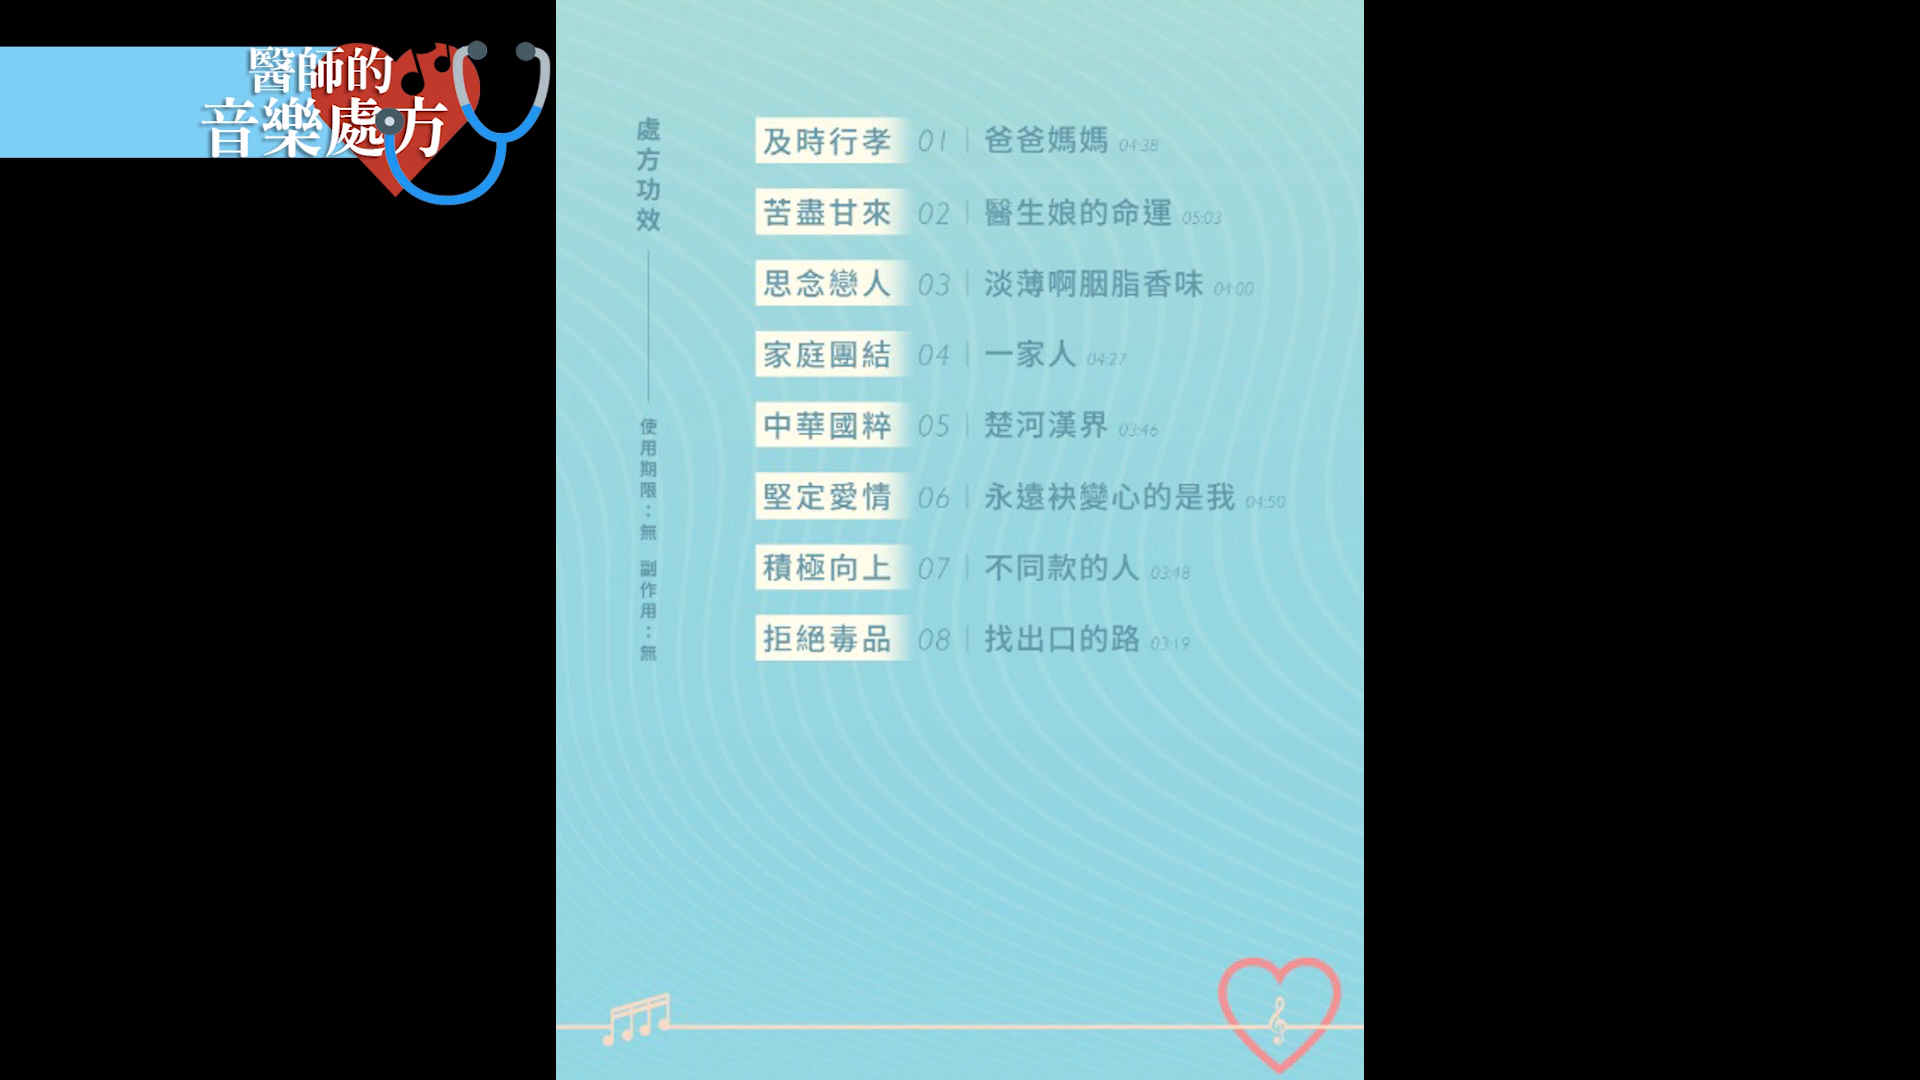 醫師的
音樂處方
處方功效
使用期限：無 副作用：無
及時行孝 01 | 爸爸媽媽 04:38
苦盡甘來 02 | 醫生娘的命運 05:03
思念戀人 03 | 淡薄啊胭脂香味 04:00
家庭團結 04 | 一家人 04:27
中華國粹 05 | 楚河漢界 03:46
堅定愛情 06 | 永遠袂變心的是我 04:50
積極向上 07 | 不同款的人 03:48
拒絕毒品 08 | 找出口的路 03:19